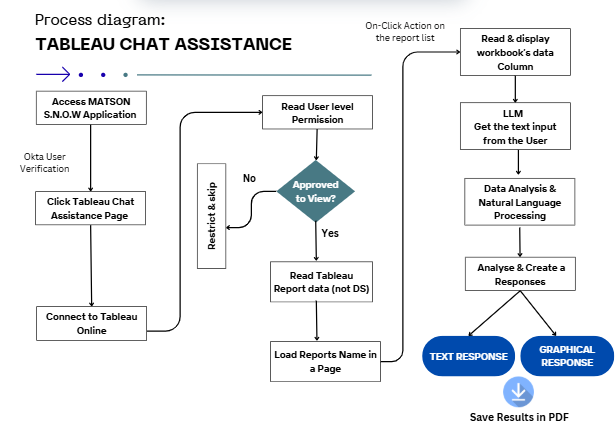 Process diagram:
TABLEAU CHAT ASSISTANCE
Access MATSON
S.N.O.W Application
Okta User
Verification
Click Tableau Chat
Assistance Page
Connect to Tableau
Online
Read User level
Permission
Approved
to View?
No
Restrict & skip
Yes
Read Tableau
Report data (not DS)
Load Reports Name in
a Page
On-Click Action on
the report list
Read & display
workbook's data
Column
LLM
Get the text input
from the User
Data Analysis &
Natural Language
Processing
Analyse & Create a
Responses
TEXT RESPONSE
GRAPHICAL
RESPONSE
Save Results in PDF